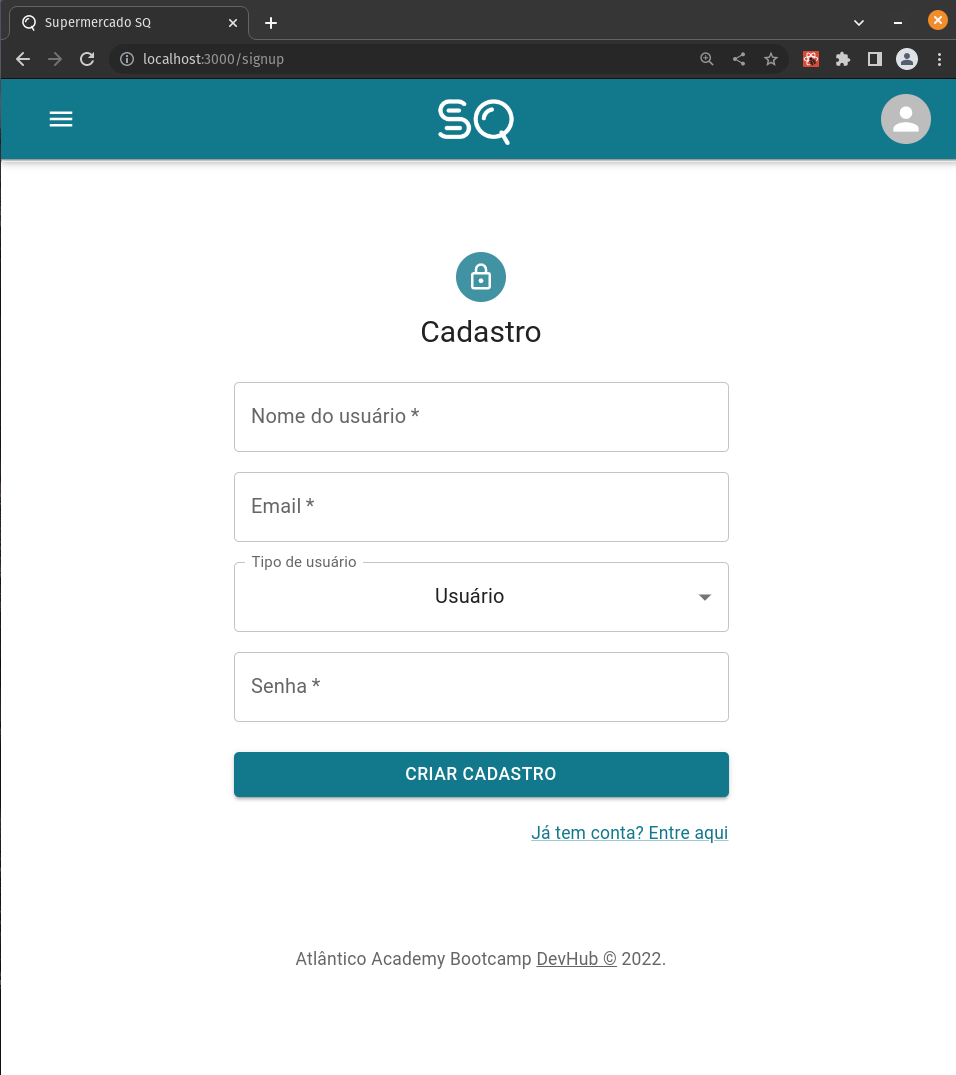 Supermercado SQ
localhost:3000/signup
SQ
Cadastro
Nome do usuário *
Email *
Tipo de usuário
Usuário
Senha *
CRIAR CADASTRO
Já tem conta? Entre aqui
Atlântico Academy Bootcamp DevHub © 2022.